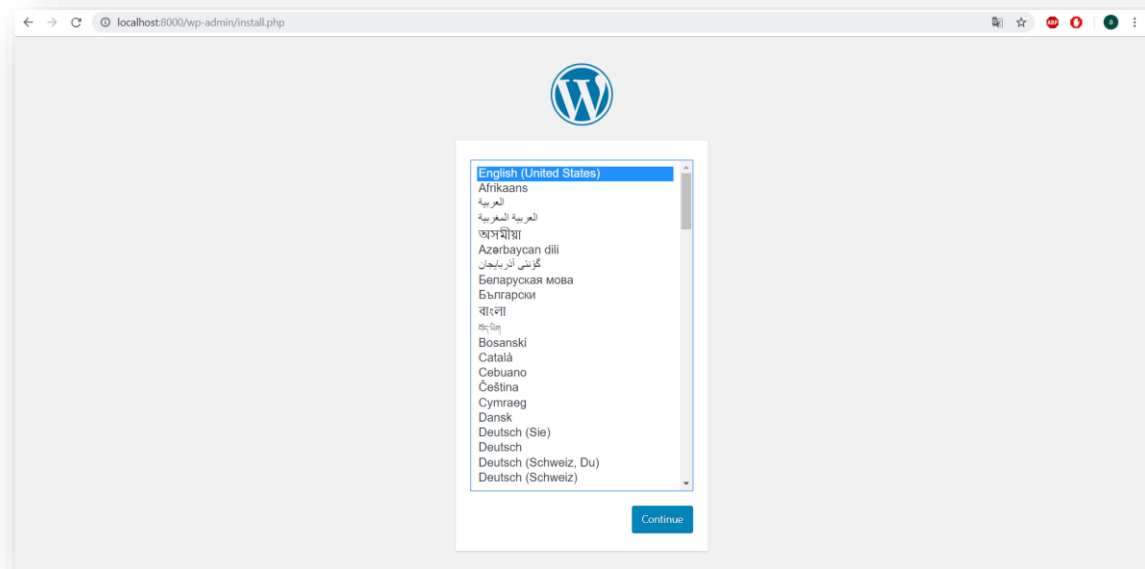 localhost:8000/wp-admin/install.php
ABP
a
W
English (United States)
Afrikaans
العربية
العربية المغربية
অসমীয়া
Azərbaycan dili
گؤنئی آذربایجان
Беларуская мова
Български
বাংলা
བོད་ཡིག
Bosanski
Català
Cebuano
Čeština
Cymraeg
Dansk
Deutsch (Sie)
Deutsch
Deutsch (Schweiz, Du)
Deutsch (Schweiz)
Continue